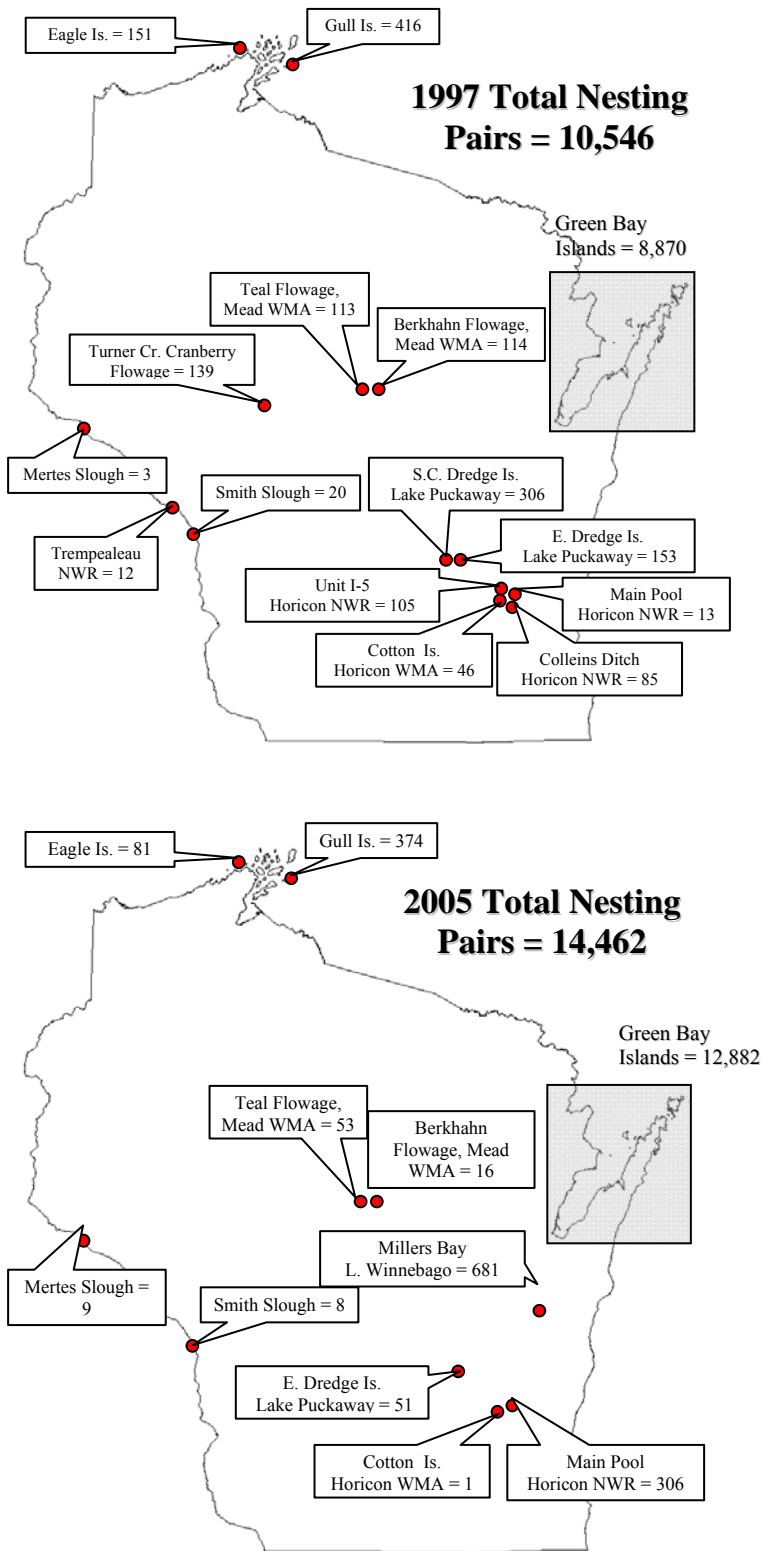 Eagle Is. = 151
Gull Is. = 416
1997 Total Nesting
Pairs = 10,546
Green Bay
Islands = 8,870
Teal Flowage,
Mead WMA = 113
Berkhahn Flowage,
Mead WMA = 114
Turner Cr. Cranberry
Flowage = 139
Mertes Slough = 3
Smith Slough = 20
S.C. Dredge Is.
Lake Puckaway = 306
Trempealeau
NWR = 12
E. Dredge Is.
Lake Puckaway = 153
Unit I-5
Horicon NWR = 105
Main Pool
Horicon NWR = 13
Cotton Is.
Horicon WMA = 46
Colleins Ditch
Horicon NWR = 85
Eagle Is. = 81
Gull Is. = 374
2005 Total Nesting
Pairs = 14,462
Green Bay
Islands = 12,882
Teal Flowage,
Mead WMA = 53
Berkhahn
Flowage, Mead
WMA = 16
Millers Bay
L. Winnebago = 681
Mertes Slough =
9
Smith Slough = 8
E. Dredge Is.
Lake Puckaway = 51
Cotton Is.
Horicon WMA = 1
Main Pool
Horicon NWR = 306